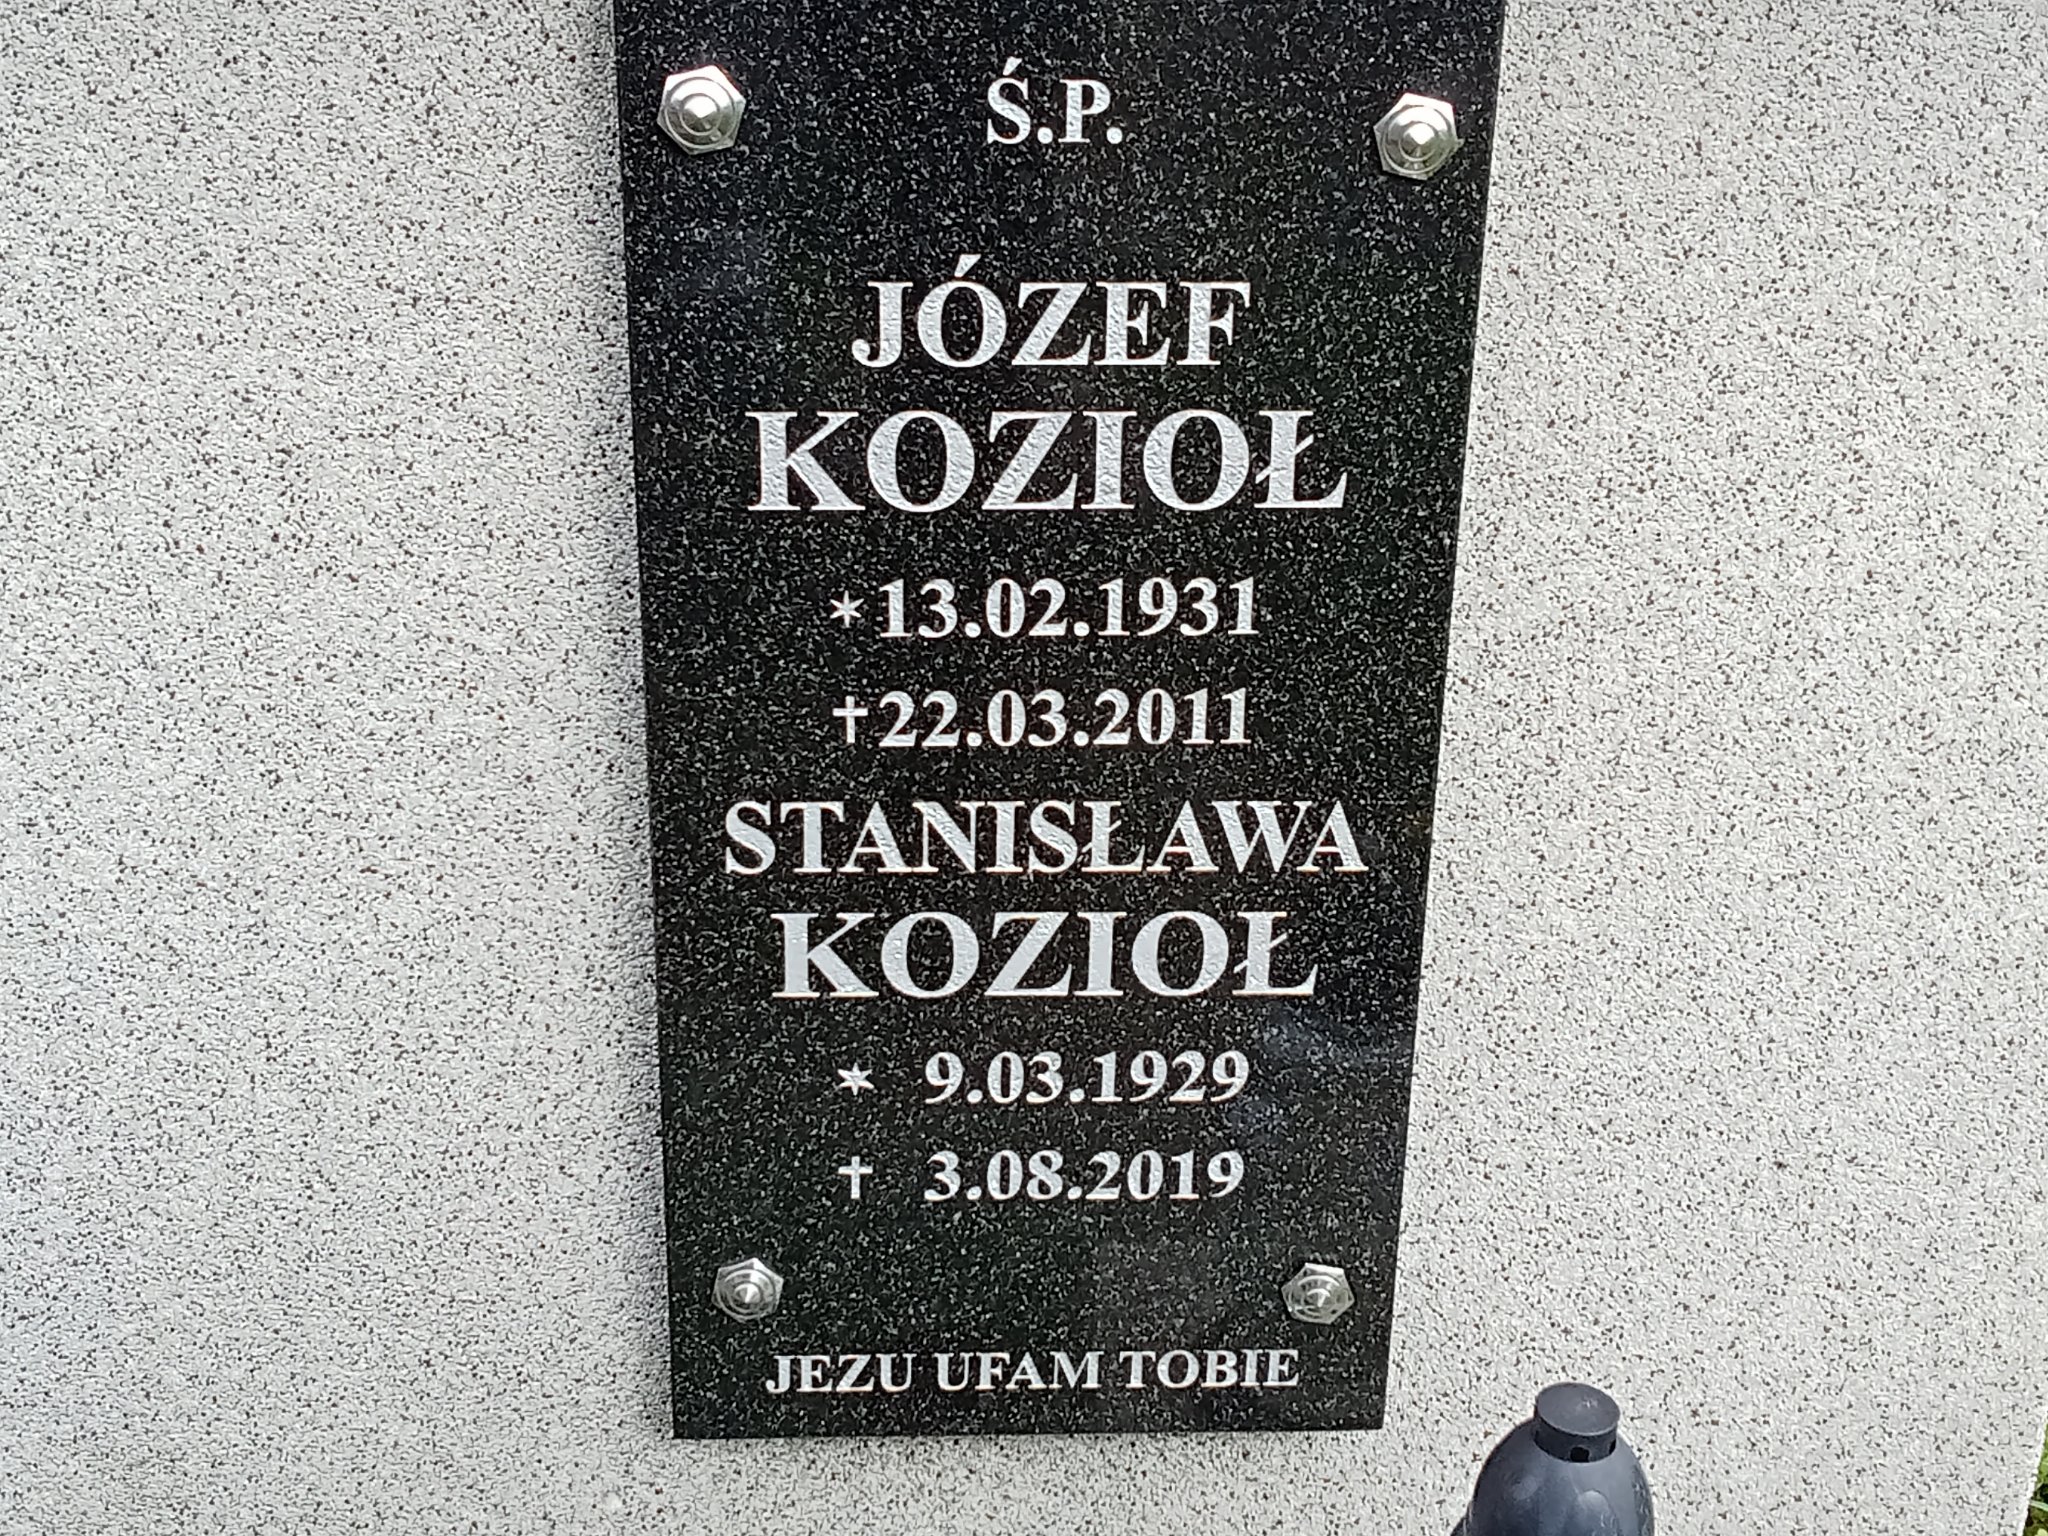 Ś.P.
JÓZEF
KOZIOŁ
*13.02.1931
✝22.03.2011
STANISŁAWA
KOZIOŁ
* 9.03.1929
✝ 3.08.2019
JEZU UFAM TOBIE